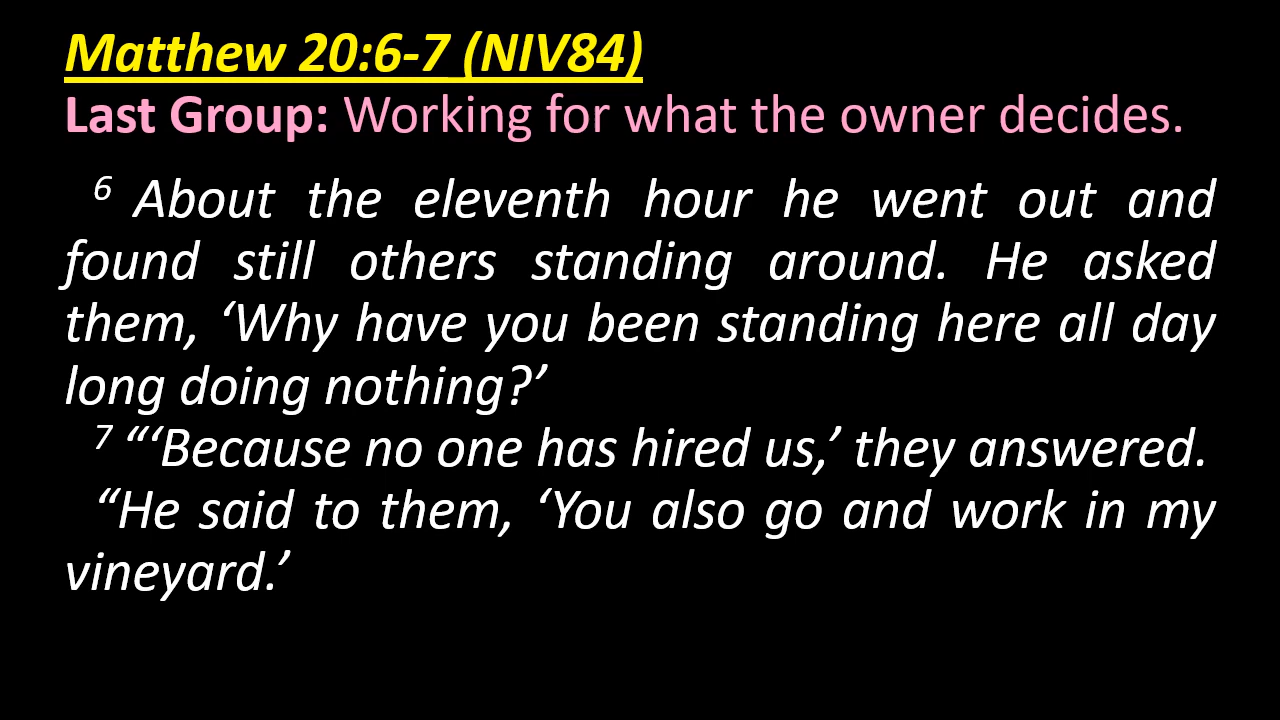 Matthew 20:6-7 (NIV84)
Last Group: Working for what the owner decides.
6 About the eleventh hour he went out and
found still others standing around. He asked
them, ‘Why have you been standing here all day
long doing nothing?’
7 “‘Because no one has hired us,’ they answered.
“He said to them, ‘You also go and work in my
vineyard.’